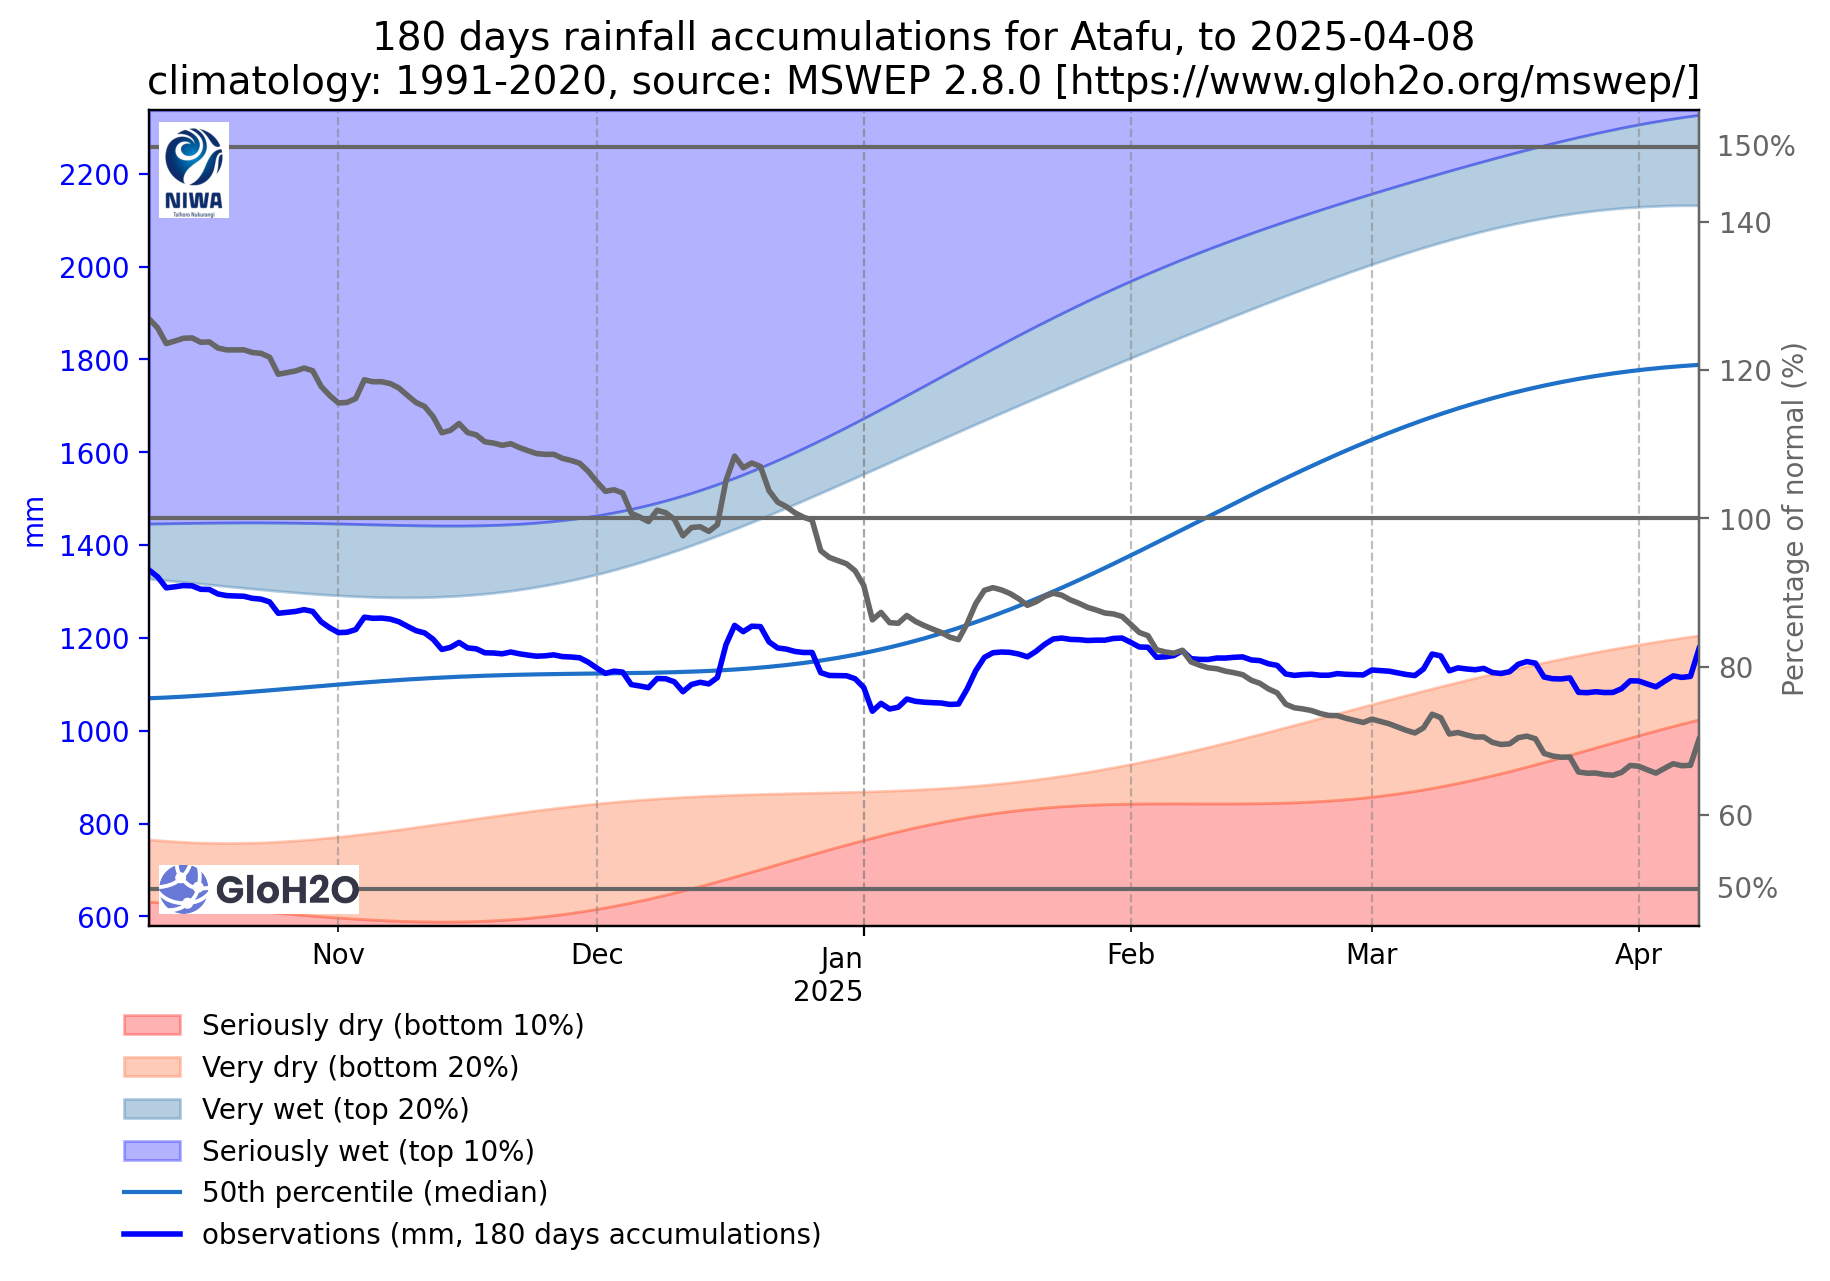 180 days rainfall accumulations for Atafu, to 2025-04-08
climatology: 1991-2020, source: MSWEP 2.8.0 [https://www.gloh2o.org/mswep/]
NIWA
Taihoro Nukurangi
2200
2000
1800
1600
1400
1200
1000
800
600
mm
150%
140
120
100
80
60
50%
Percentage of normal (%)
GloH2O
Nov
Dec
Jan
2025
Feb
Mar
Apr
Seriously dry (bottom 10%)
Very dry (bottom 20%)
Very wet (top 20%)
Seriously wet (top 10%)
50th percentile (median)
observations (mm, 180 days accumulations)